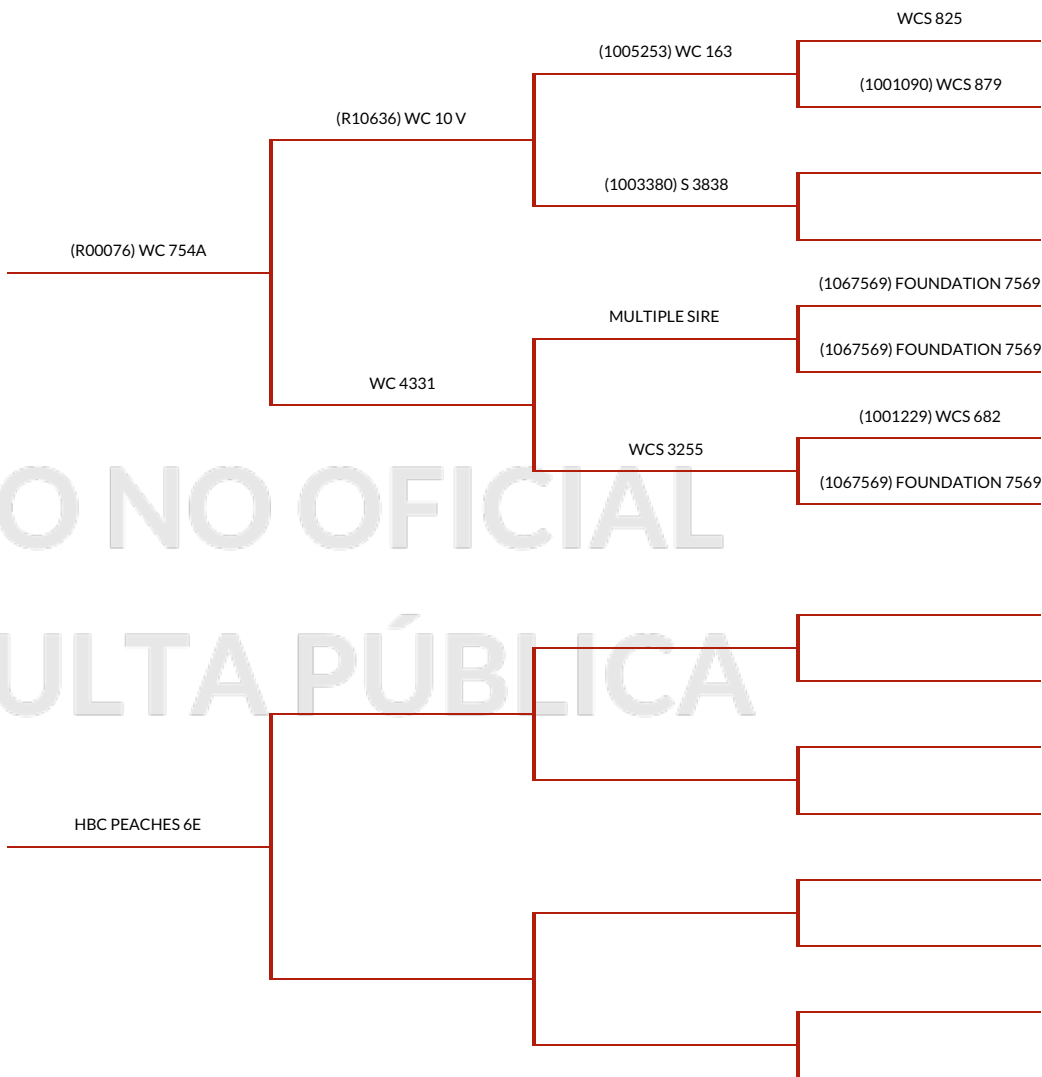 WCS 825
(1005253) WC 163
(1001090) WCS 879
(R10636) WC 10 V
(1003380) S 3838
(R00076) WC 754A
(1067569) FOUNDATION 7569
MULTIPLE SIRE
(1067569) FOUNDATION 7569
WC 4331
(1001229) WCS 682
WCS 3255
(1067569) FOUNDATION 7569
O NO OFICIAL
ULTA PÚBLICA
HBC PEACHES 6E